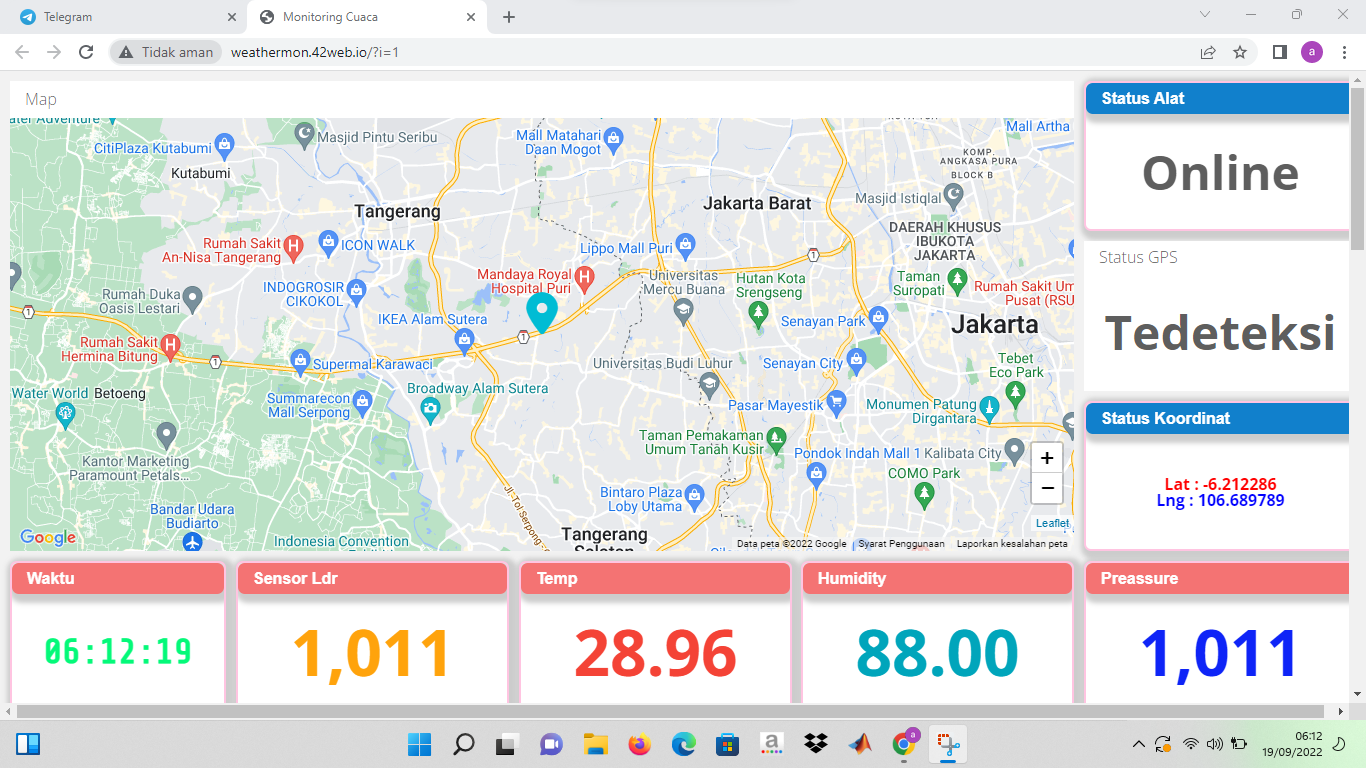 Telegram
Monitoring Cuaca
Tidak aman
weathermon.42web.io/?i=1
a
Map
Status Alat
Online
Status GPS
Tedeteksi
Status Koordinat
Lat : -6.212286
Lng : 106.689789
CitiPlaza Kutabumi
Kutabumi
Masjid Pintu Seribu
Mall Matahari
Daan Mogot
Mall Artha
KOMP.
ANGKASA PURA
BLOCK B
Tangerang
Jakarta Barat
Masjid Istiqlal
DAERAH KHUSUS
IBUKOTA
JAKARTA
Rumah Sakit
An-Nisa Tangerang
ICON WALK
Lippo Mall Puri
1
Mandaya Royal
Hospital Puri
Universitas
Mercu Buana
Hutan Kota
Srengseng
Taman
Suropati
Rumah Sakit Um
Pusat (RSU
INDOGROSIR
CIKOKOL
Rumah Duka
Oasis Lestari
1
IKEA Alam Sutera
Senayan Park
Jakarta
1
Rumah Sakit
Hermina Bitung
1
Supermal Karawaci
Universitas Budi Luhur
Senayan City
Tebet
Eco Park
Water World
Betoeng
Broadway Alam Sutera
Summarecon
Mall Serpong
Pasar Mayestik
Monumen Patung
Dirgantara
Taman Pemakaman
Umum Tanah Kusir
Pondok Indah Mall 1
Kalibata City
Kantor Marketing
Paramount Petals...
COMO Park
Jl. Tol Serpong
Bintaro Plaza
Loby Utama
Bandar Udara
Budiarto
Indonesia Convention
Tangerang
Selatan
+
−
Leaflet
Google
Data peta ©2022 Google
Syarat Penggunaan
Laporkan kesalahan peta
Waktu
06:12:19
Sensor Ldr
1,011
Temp
28.96
Humidity
88.00
Preassure
1,011
a
a
06:12
19/09/2022